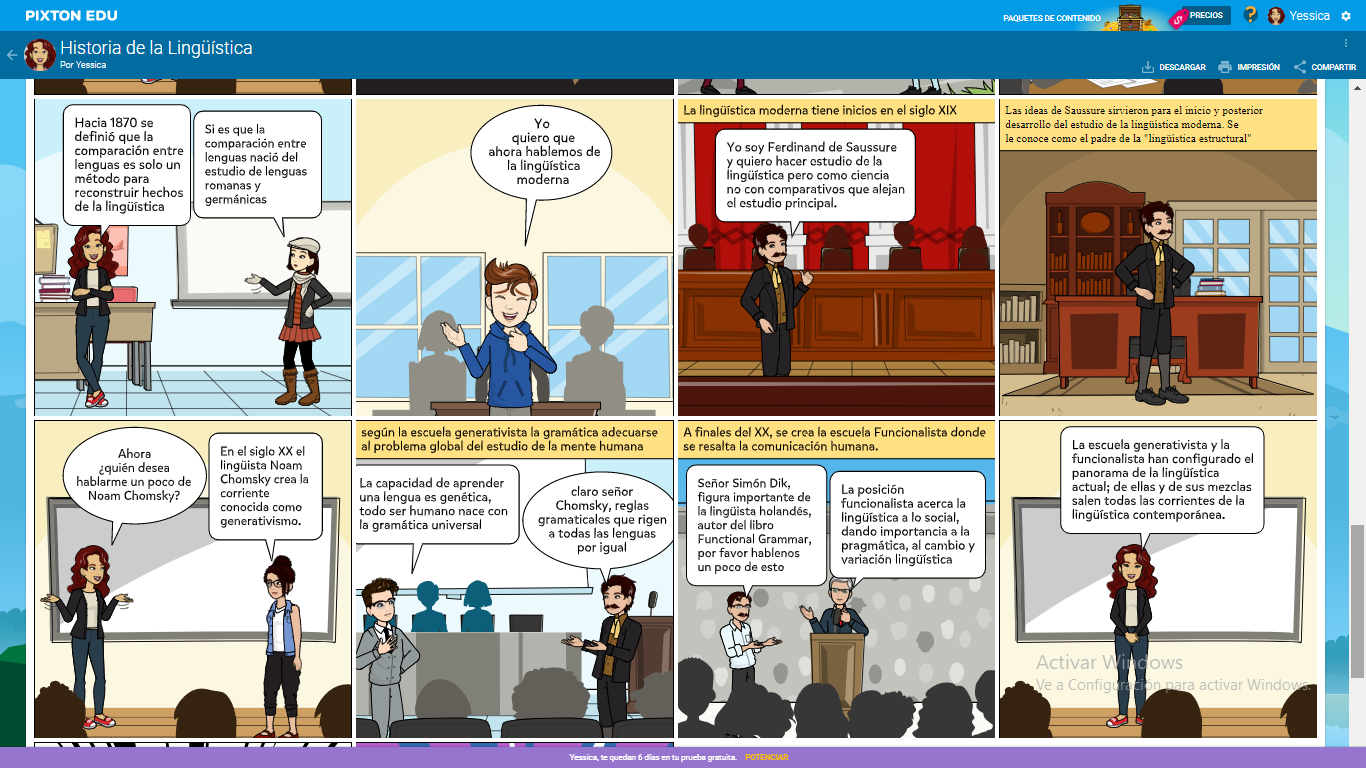 PIXTON EDU
PAQUETES DE CONTENIDO
$
PRECIOS
?
Yessica
Historia de la Lingüística
Por Yessica
DESCARGAR
IMPRESIÓN
COMPARTIR
Hacia 1870 se
definió que la
comparación entre
lenguas es solo un
método para
reconstruir hechos
de la lingüística
Si es que la
comparación entre
lenguas nació del
estudio de lenguas
romanas y
germánicas
Yo
quiero que
ahora hablemos de
la lingüística
moderna
La lingüística moderna tiene inicios en el siglo XIX
Yo soy Ferdinand de Saussure
y quiero hacer estudio de la
lingüística pero como ciencia
no con comparativos que alejan
el estudio principal.
Las ideas de Saussure sirvieron para el inicio y posterior
desarrollo del estudio de la lingüistica moderna. Se
le conoce como el padre de la "lingüística estructural"
Ahora
¿quién desea
hablarme un poco de
Noam Chomsky?
En el siglo XX el
lingüista Noam
Chomsky crea la
corriente
conocida como
generativismo.
según la escuela generativista la gramática adecuarse
al problema global del estudio de la mente humana
La capacidad de aprender
una lengua es genética,
todo ser humano nace con
la gramática universal
claro señor
Chomsky, reglas
gramaticales que rigen
a todas las lenguas
por igual
A finales del XX, se crea la escuela Funcionalista donde
se resalta la comunicación humana.
Señor Simón Dik,
figura importante de
la lingüista holandés,
autor del libro
Functional Grammar,
por favor hablenos
un poco de esto
La posición
funcionalista acerca la
lingüística a lo social,
dando importancia a la
pragmática, al cambio y
variación lingüística
La escuela generativista y la
funcionalista han configurado el
panorama de la lingüística
actual; de ellas y de sus mezclas
salen todas las corrientes de la
lingüística contemporánea.
Activar Windows
Ve a Configuración para activar Windows.
Yessica, te quedan 6 días en tu prueba gratuita.
POTENCIAR